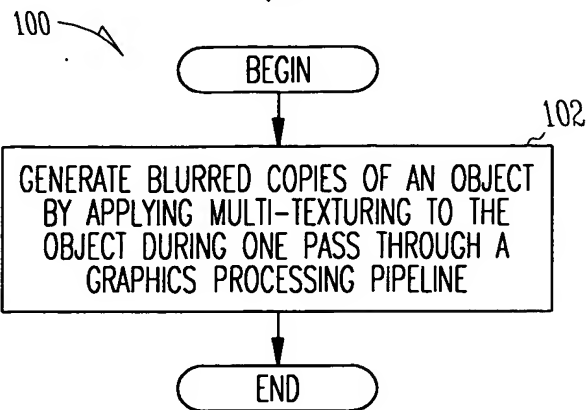 100
BEGIN
102
GENERATE BLURRED COPIES OF AN OBJECT
BY APPLYING MULTI-TEXTURING TO THE
OBJECT DURING ONE PASS THROUGH A
GRAPHICS PROCESSING PIPELINE
END